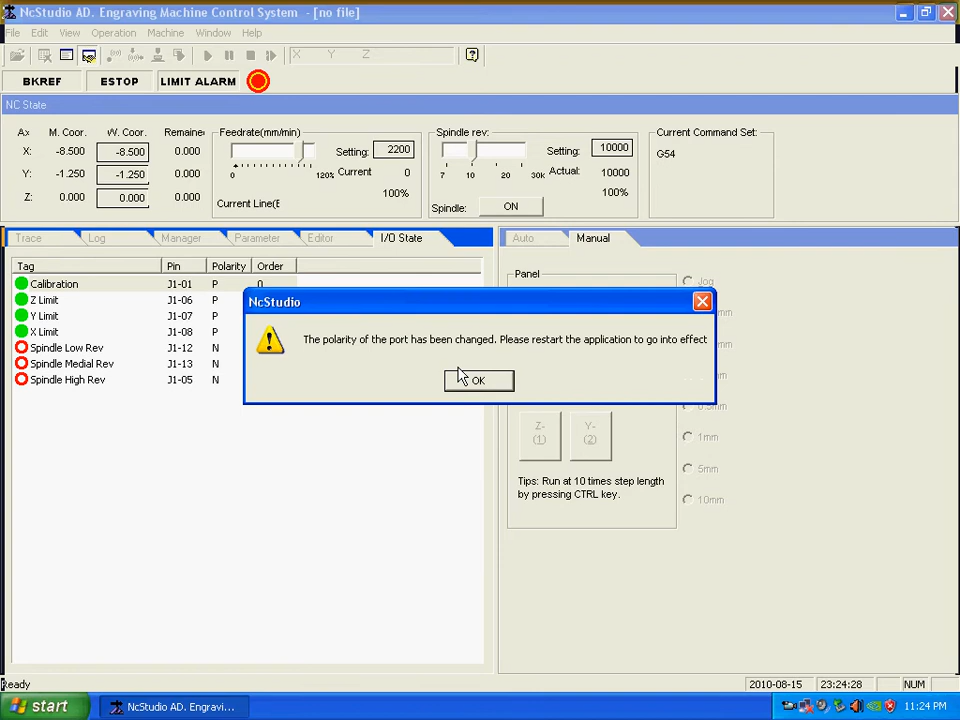 NcStudio AD. Engraving Machine Control System - [no file]
File Edit View Operation Machine Window Help
X Y Z
BKREF ESTOP LIMIT ALARM
NC State
Ax M. Coor. W. Coor. Remaine
X: -8.500 -8.500 0.000
Y: -1.250 -1.250 0.000
Z: 0.000 0.000 0.000
Feedrate(mm/min)
Setting: 2200
0 120%
Current 0
100%
Current Line(E
Spindle rev:
Setting: 10000
7 10 20 30k
Actual: 10000
100%
Spindle: ON
Current Command Set:
G54
Trace Log Manager Parameter Editor I/O State
Auto Manual
Tag Pin Polarity Order
Calibration J1-01 P 0
Z Limit J1-06 P
Y Limit J1-07 P
X Limit J1-08 P
Spindle Low Rev J1-12 N
Spindle Medial Rev J1-13 N
Spindle High Rev J1-05 N
Panel
Jog
NcStudio
The polarity of the port has been changed. Please restart the application to go into effect
OK
Z- (1)
Y- (2)
1mm
5mm
10mm
Tips: Run at 10 times step length
by pressing CTRL key.
Ready
2010-08-15 23:24:28 NUM
start
NcStudio AD. Engravi...
11:24 PM